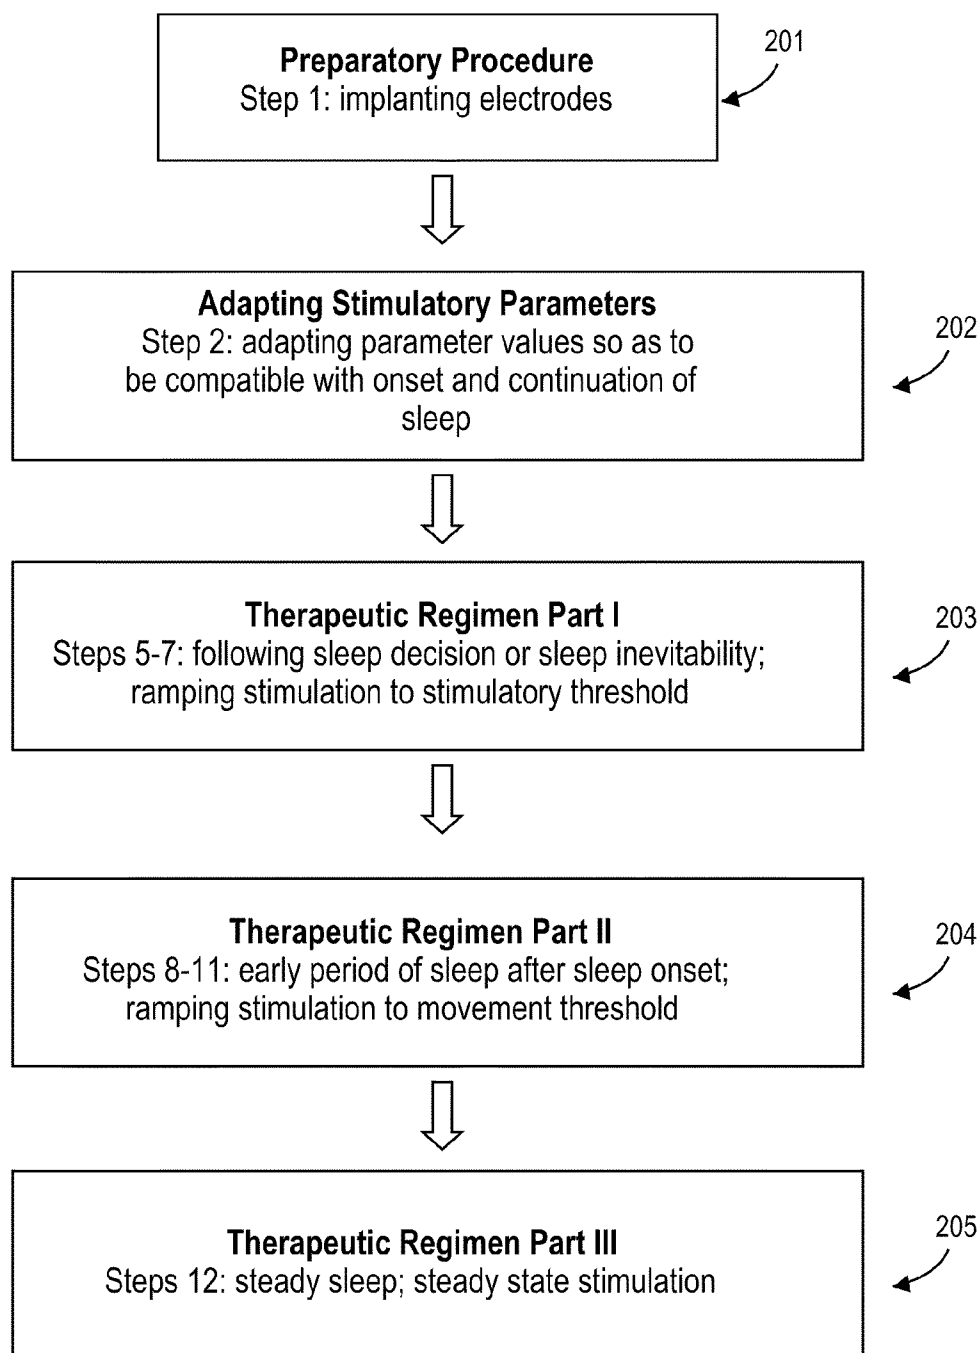 Preparatory Procedure
Step 1: implanting electrodes
201
Adapting Stimulatory Parameters
Step 2: adapting parameter values so as to
be compatible with onset and continuation of
sleep
202
Therapeutic Regimen Part I
Steps 5-7: following sleep decision or sleep inevitability;
ramping stimulation to stimulatory threshold
203
Therapeutic Regimen Part II
Steps 8-11: early period of sleep after sleep onset;
ramping stimulation to movement threshold
204
Therapeutic Regimen Part III
Steps 12: steady sleep; steady state stimulation
205